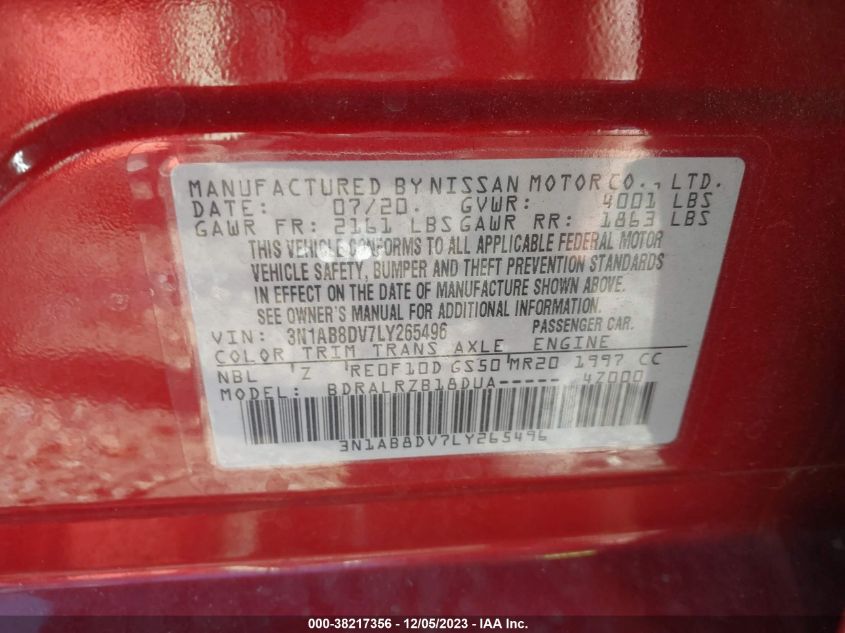 MANUFACTURED BY NISSAN MOTOR CO., LTD.
DATE: 07/20. GVWR: 4001 LBS
GAWR FR: 2161 LBS GAWR RR: 1863 LBS
THIS VEHICLE CONFORMS TO ALL APPLICABLE FEDERAL MOTOR
VEHICLE SAFETY, BUMPER AND THEFT PREVENTION STANDARDS
IN EFFECT ON THE DATE OF MANUFACTURE SHOWN ABOVE.
SEE OWNER'S MANUAL FOR ADDITIONAL INFORMATION.
VIN: 3N1AB8DV7LY265496 PASSENGER CAR.
COLOR TRIM TRANS AXLE ENGINE
NBL 'Z 'RE0F10D GS50'MR20 1997 CC
MODEL: BDRALRZB18DUA----- 4Z000
3N1AB8DV7LY265496
000-38217356 - 12/05/2023 - IAA Inc.